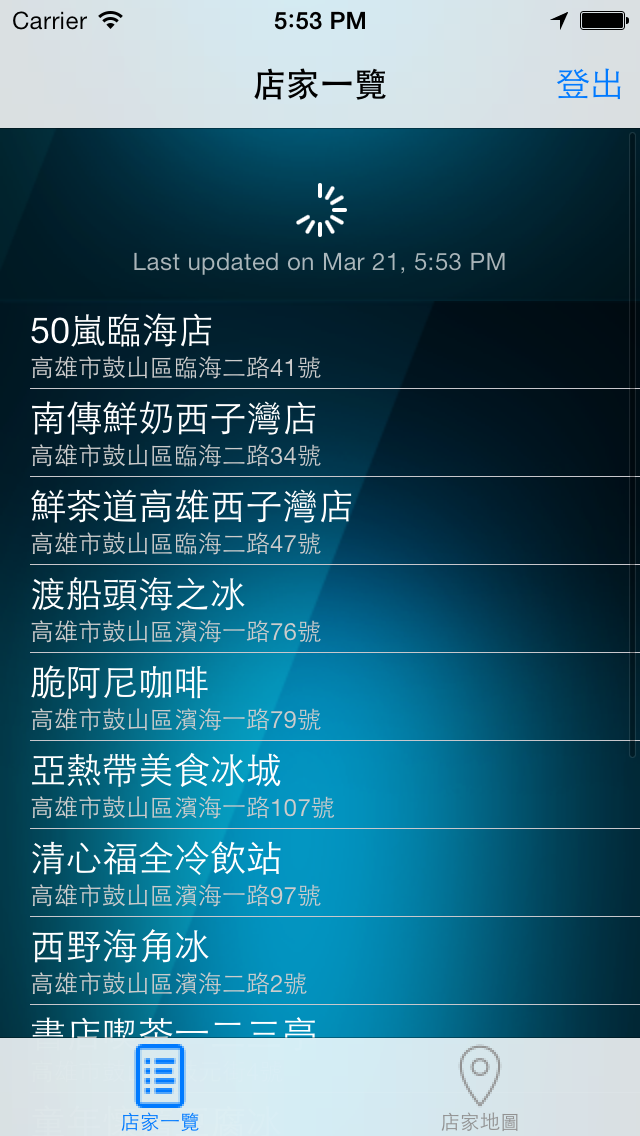 Carrier 5:53 PM
店家一覽 登出
Last updated on Mar 21, 5:53 PM
50嵐臨海店
高雄市鼓山區臨海二路41號
南傳鮮奶西子灣店
高雄市鼓山區臨海二路34號
鮮茶道高雄西子灣店
高雄市鼓山區臨海二路47號
渡船頭海之冰
高雄市鼓山區濱海一路76號
脆阿尼咖啡
高雄市鼓山區濱海一路79號
亞熱帶美食冰城
高雄市鼓山區濱海一路107號
清心福全冷飲站
高雄市鼓山區濱海一路97號
西野海角冰
高雄市鼓山區濱海二路2號
書店喫茶一二三亭
店家一覽 店家地圖